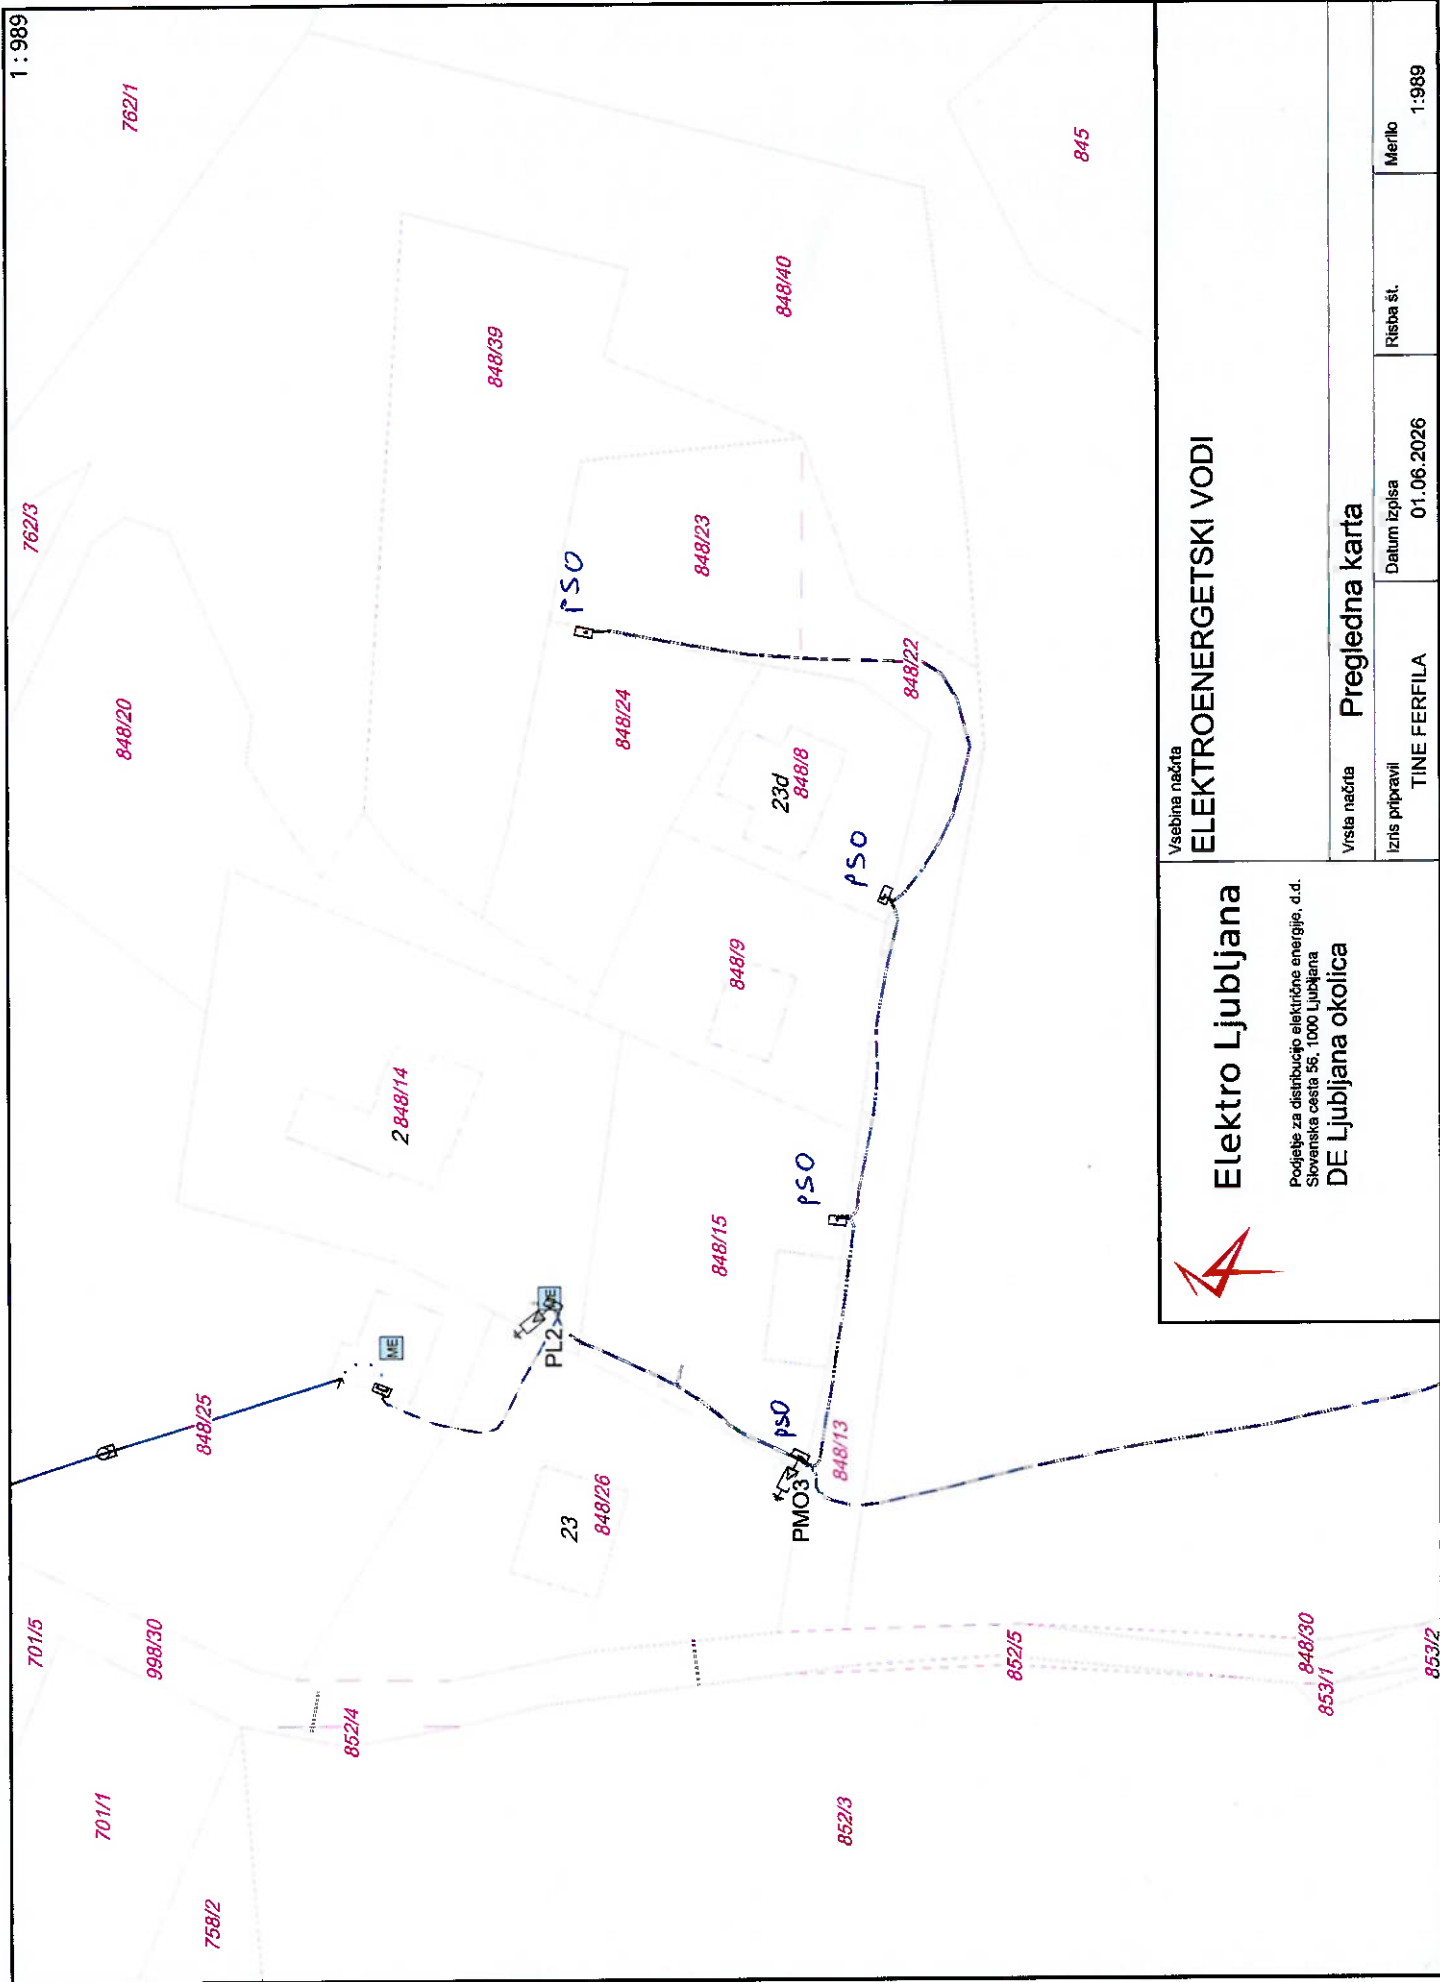 1 : 989
701/5
762/3
762/1
998/30
701/1
848/20
848/25
758/2
852/4
ME
2 848/14
848/39
PL2
ME
PSO
23
848/26
848/24
848/15
848/9
848/23
848/40
23d
848/8
PSO
PMO3
PSO
PSO
848/13
848/22
852/3
852/5
845
848/30
853/1
853/2
Elektro Ljubljana
Podjetje za distribucijo električne energije, d.d.
Slovenska cesta 56, 1000 Ljubljana
DE Ljubljana okolica
Vsebina načrta
ELEKTROENERGETSKI VODI
Vrsta načrta
Pregledna karta
Izris pripravil
TINE FERFILA
Datum izpisa
01.06.2026
Risba št.
Merilo
1:989